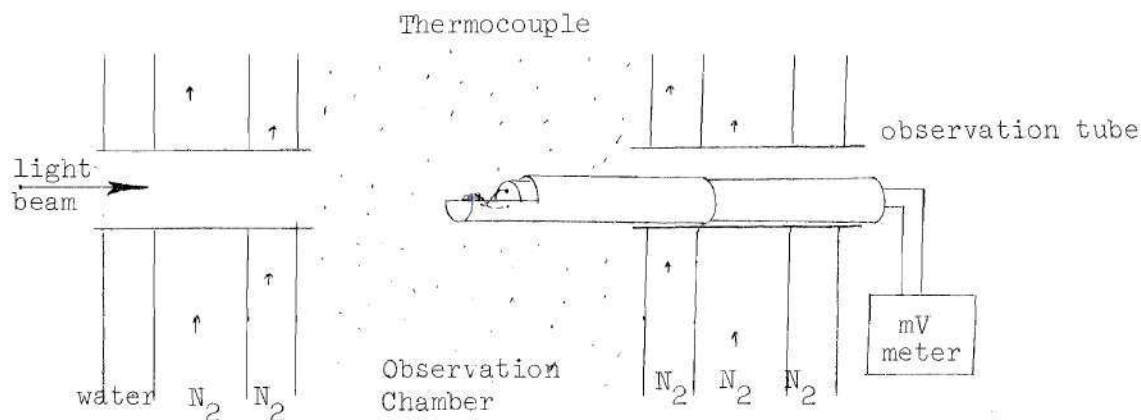 Thermocouple
observation tube
light
beam
mV
meter
water N₂ N₂
Observation
Chamber
N₂ N₂ N₂